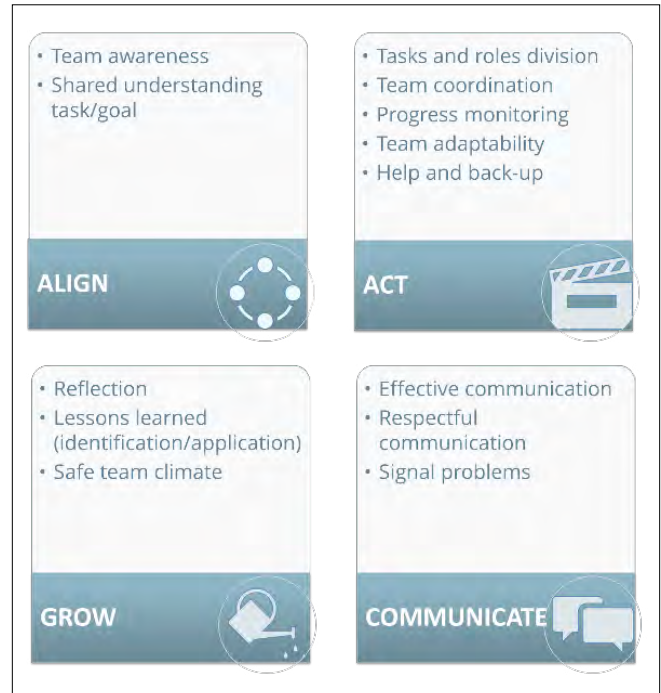 • Team awareness
• Shared understanding
task/goal
ALIGN
• Tasks and roles division
• Team coordination
• Progress monitoring
• Team adaptability
• Help and back-up
ACT
• Reflection
• Lessons learned
(identification/application)
• Safe team climate
GROW
• Effective communication
• Respectful
communication
• Signal problems
COMMUNICATE